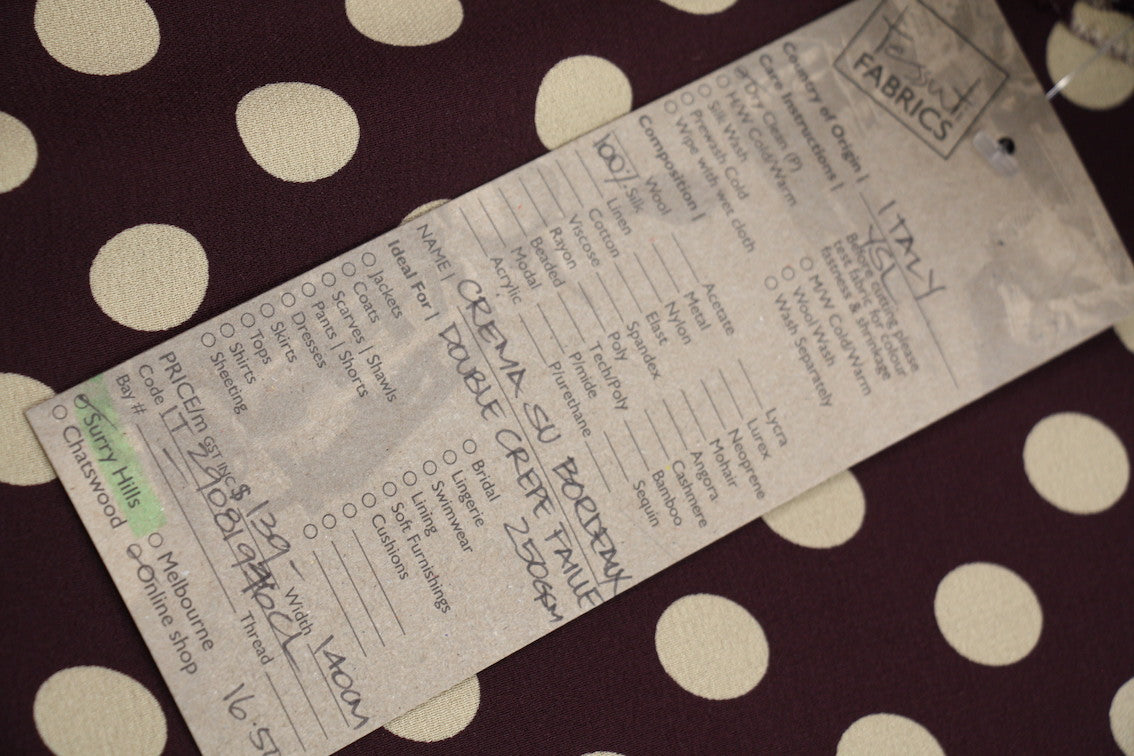 Tessuti
FABRICS
Country of Origin | ITALY
Care Instructions | YSL
Dry Clean (P)
H/W Cold/Warm
Silk Wash
Prewash Cold
Wipe with wet cloth
Before cutting please
test fabric for colour
fastness & shrinkage
M/W Cold/Warm
Wool Wash
Wash Separately
Composition |
Wool
100% Silk
Linen
Cotton
Viscose
Rayon
Beaded
Modal
Acrylic
Acetate
Metal
Nylon
Elast
Spandex
Poly
Tech/Poly
P/mide
P/urethane
Lycra
Lurex
Neoprene
Mohair
Angora
Cashmere
Bamboo
Sequin
NAME | CREMA SU BORDEAUX
DOUBLE CREPE FAILLE
250GSM
Ideal For |
Jackets
Coats
Scarves | Shawls
Pants | Shorts
Dresses
Skirts
Tops
Shirts
Sheeting
Bridal
Lingerie
Swimwear
Lining
Soft Furnishings
Cushions
PRICE/m GST INC $139- Width 140cm
Code IT
Thread
Bay #
Surry Hills
Chatswood
Melbourne
Online shop